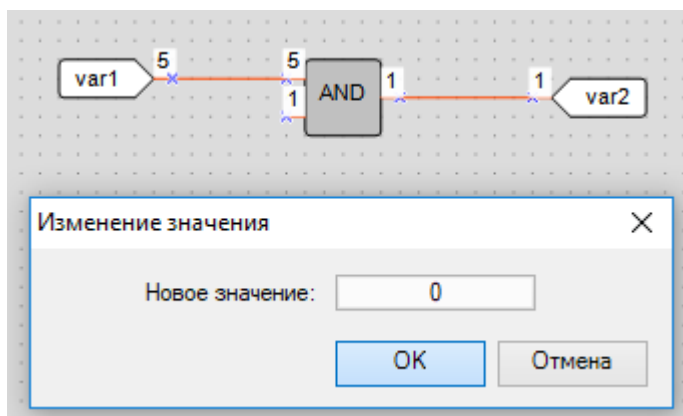 5 5
var1 AND 1 1
1 var2
Изменение значения
Новое значение: 0
OK Отмена